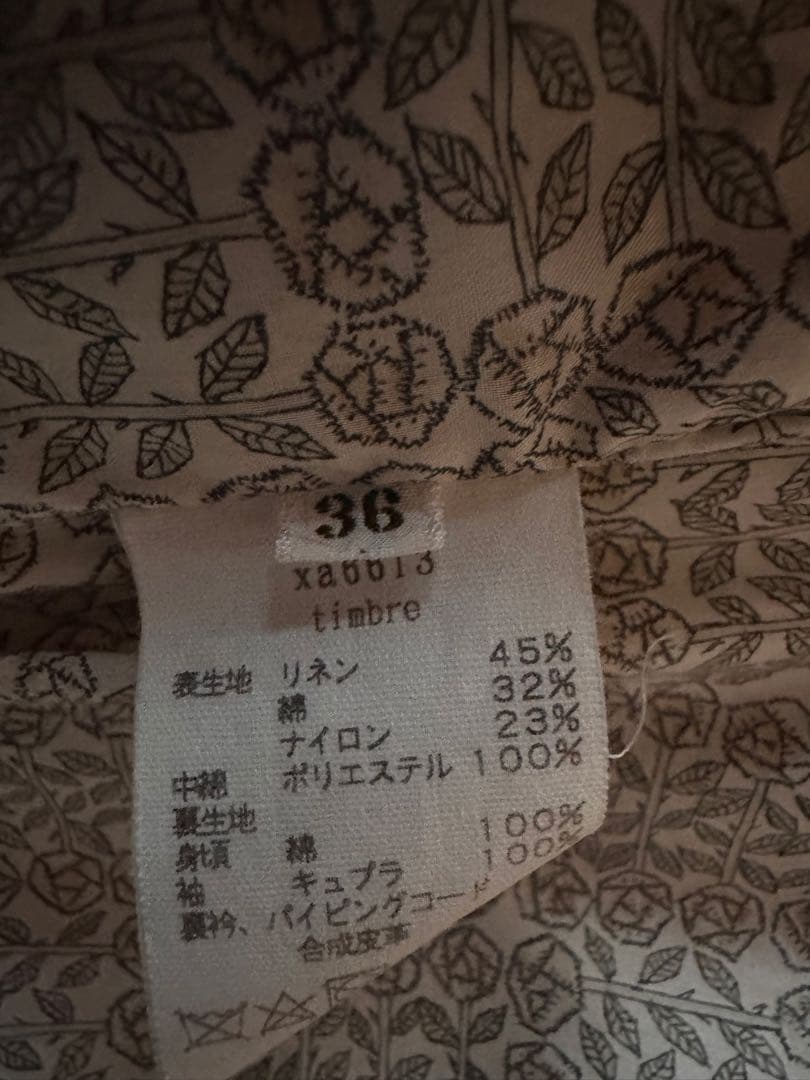 36
xa6613
timbre
表生地 リネン 45%
綿 32%
ナイロン 23%
中綿 ポリエステル 100%
裏生地
身頃 綿 100%
袖 キュプラ 100%
裏衿、パイピングコード
合成皮革